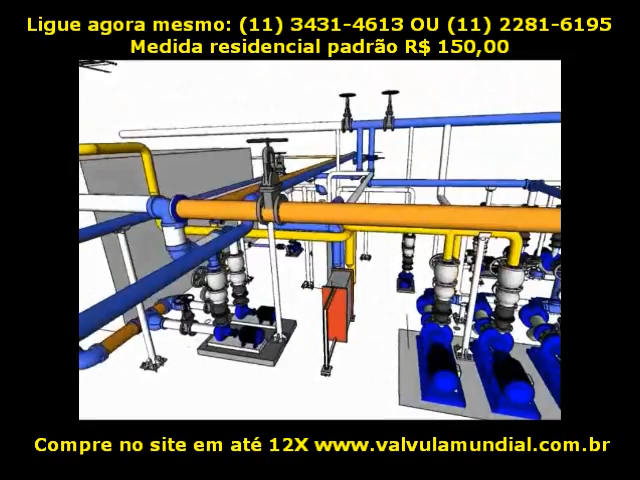 Ligue agora mesmo: (11) 3431-4613 OU (11) 2281-6195
Medida residencial padrão R$ 150,00
Compre no site em até 12X www.valvulamundial.com.br